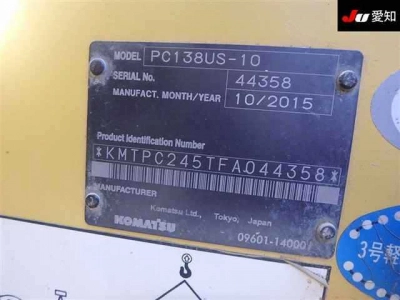 Ju 愛知
MODEL PC138US-10
SERIAL No. 44358
MANUFACT. MONTH/YEAR 10/2015
Product Identification Number
*KMTPC245TFA044358*
MANUFACTURER
Komatsu Ltd., Tokyo, Japan
KOMATSU
09601-14000
3号軽